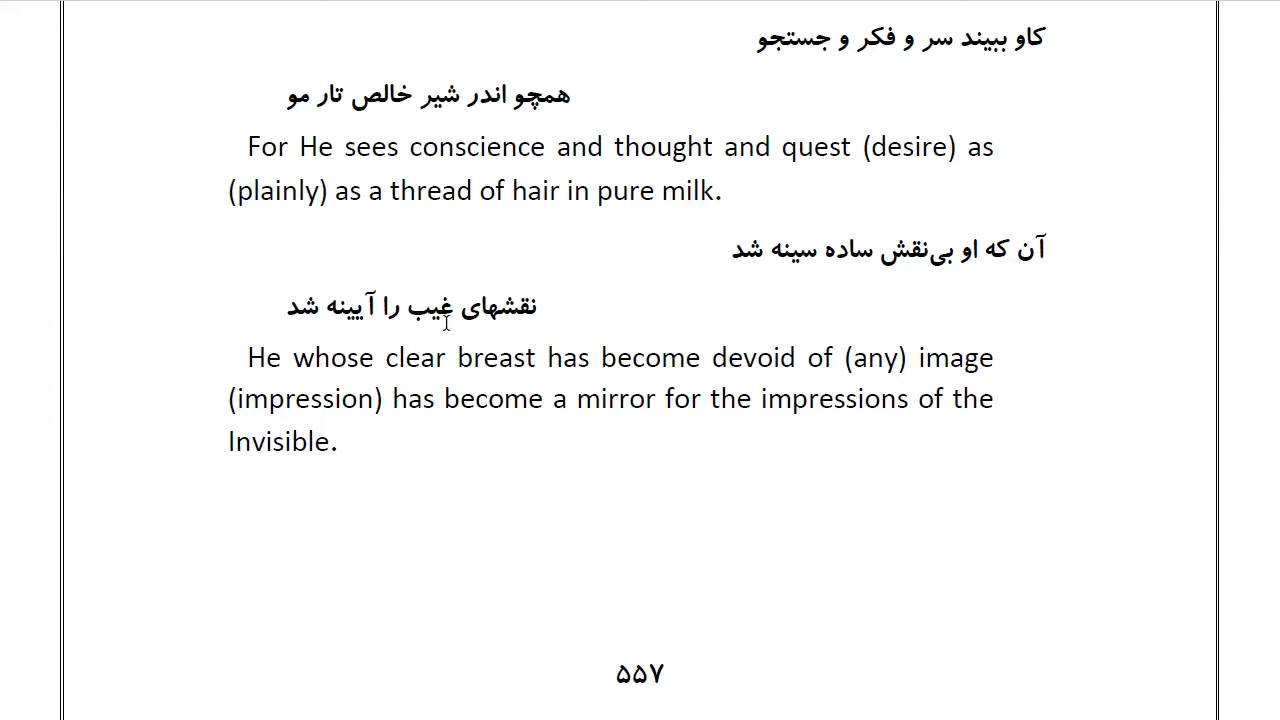 کاو ببیند سر و فکر و جستجو
همچو اندر شیر خالص تار مو
For He sees conscience and thought and quest (desire) as
(plainly) as a thread of hair in pure milk.
آن که او بی‌نقش ساده سینه شد
نقشهای غیب را آیینه شد
He whose clear breast has become devoid of (any) image
(impression) has become a mirror for the impressions of the
Invisible.
۵۵۷